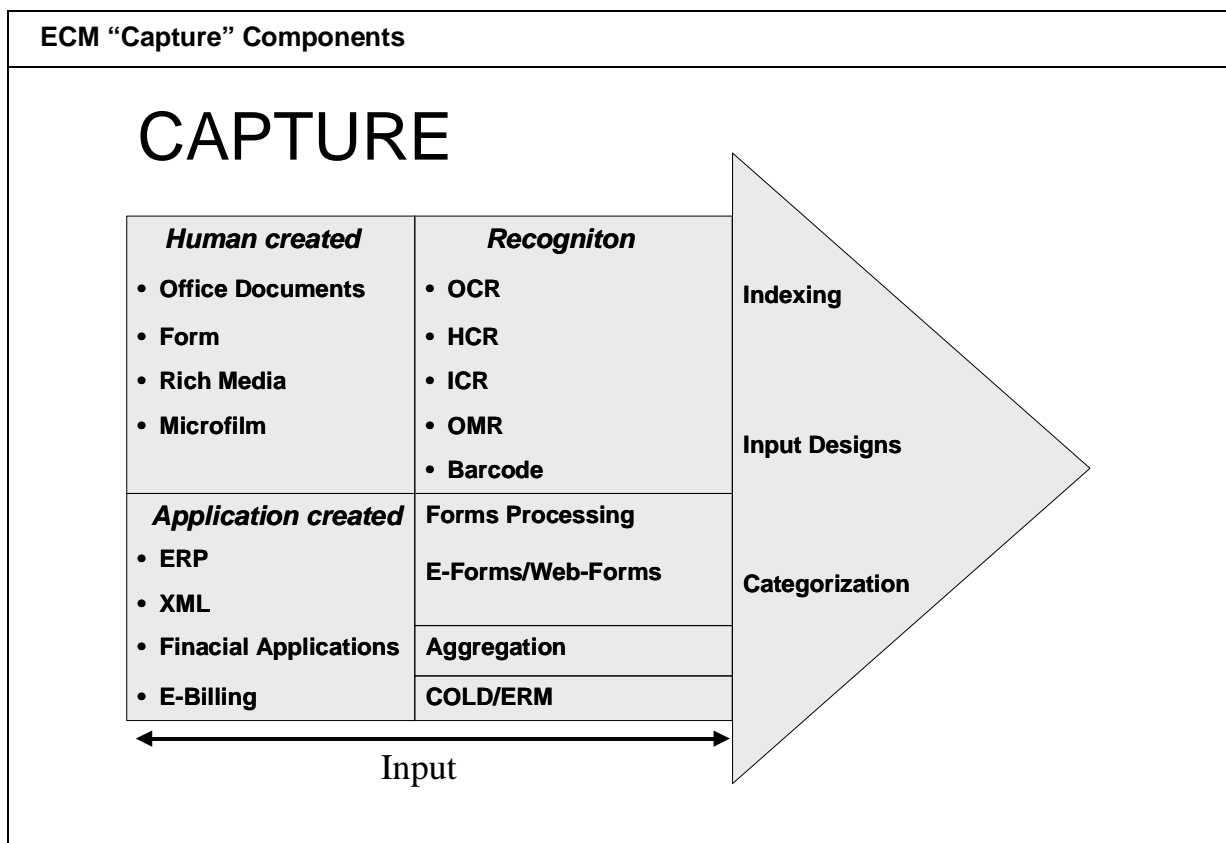 ECM “Capture” Components
CAPTURE
Human created
• Office Documents
• Form
• Rich Media
• Microfilm
Recogniton
• OCR
• HCR
• ICR
• OMR
• Barcode
Application created
• ERP
• XML
• Finacial Applications
• E-Billing
Forms Processing
E-Forms/Web-Forms
Aggregation
COLD/ERM
Indexing
Input Designs
Categorization
Input